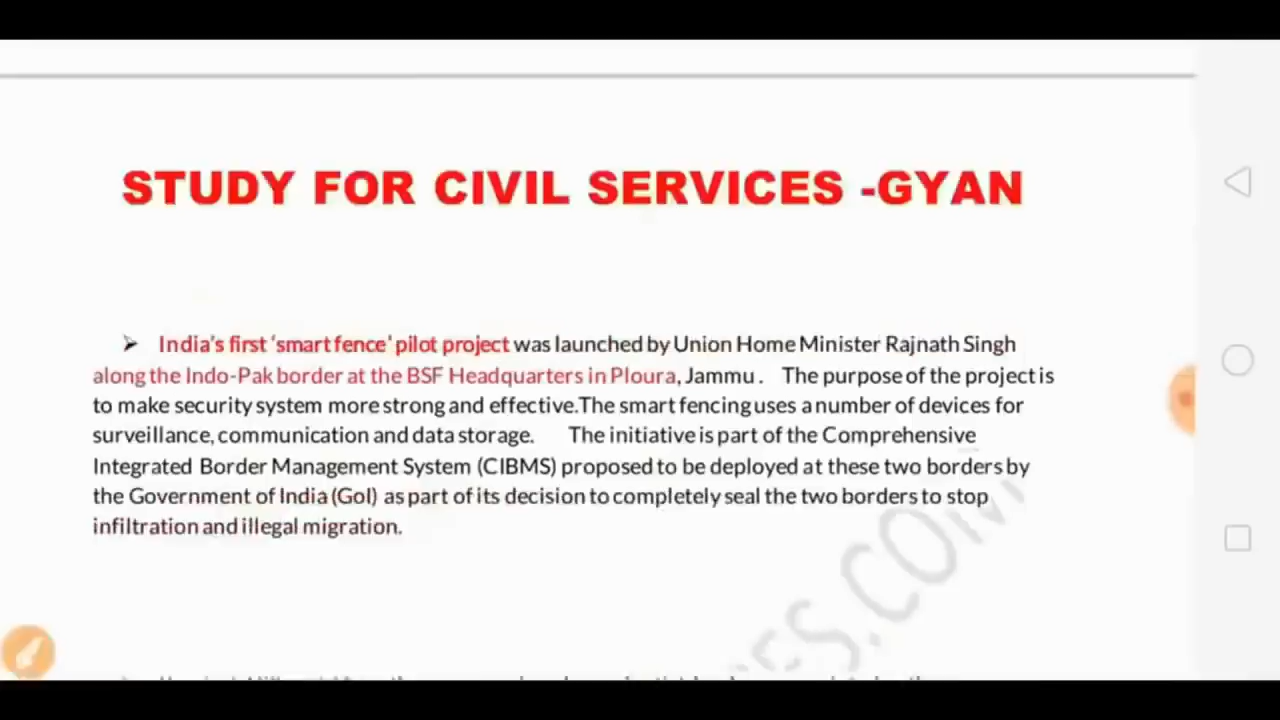 STUDY FOR CIVIL SERVICES -GYAN
➢ India's first 'smart fence' pilot project was launched by Union Home Minister Rajnath Singh
along the Indo-Pak border at the BSF Headquarters in Ploura, Jammu. The purpose of the project is
to make security system more strong and effective.The smart fencing uses a number of devices for
surveillance, communication and data storage. The initiative is part of the Comprehensive
Integrated Border Management System (CIBMS) proposed to be deployed at these two borders by
the Government of India (GoI) as part of its decision to completely seal the two borders to stop
infiltration and illegal migration.